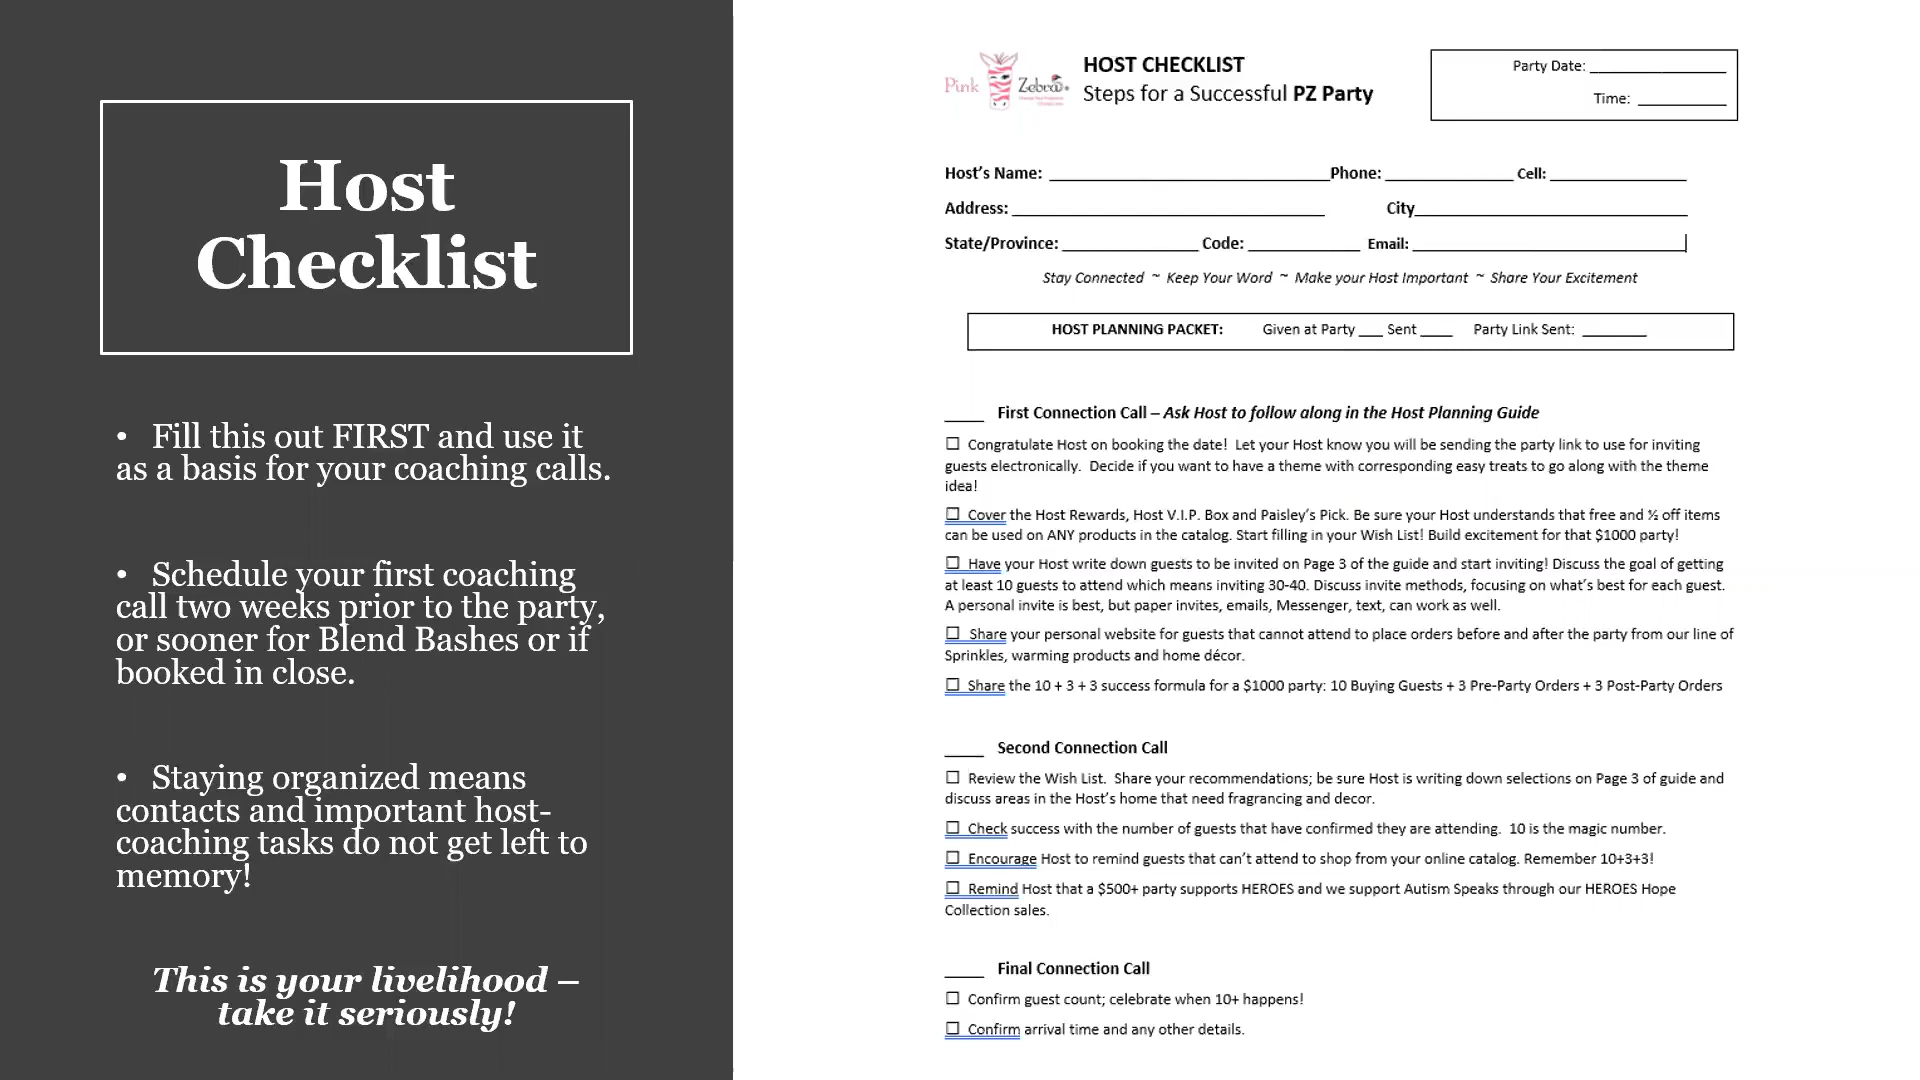 Host
Checklist
• Fill this out FIRST and use it
as a basis for your coaching calls.
• Schedule your first coaching
call two weeks prior to the party,
or sooner for Blend Bashes or if
booked in close.
• Staying organized means
contacts and important host-
coaching tasks do not get left to
memory!
This is your livelihood –
take it seriously!
Pink Zebra
HOST CHECKLIST
Steps for a Successful PZ Party
Party Date: ________________
Time: ___________
Host's Name: ___________________________________Phone: ________________ Cell: _________________
Address: _______________________________________ City__________________________________
State/Province: _________________ Code: ______________ Email: __________________________________
Stay Connected ~ Keep Your Word ~ Make your Host Important ~ Share Your Excitement
HOST PLANNING PACKET: Given at Party ___ Sent ____ Party Link Sent: ________
_____ First Connection Call – Ask Host to follow along in the Host Planning Guide
☐ Congratulate Host on booking the date! Let your Host know you will be sending the party link to use for inviting
guests electronically. Decide if you want to have a theme with corresponding easy treats to go along with the theme
idea!
☐ Cover the Host Rewards, Host V.I.P. Box and Paisley's Pick. Be sure your Host understands that free and ½ off items
can be used on ANY products in the catalog. Start filling in your Wish List! Build excitement for that $1000 party!
☐ Have your Host write down guests to be invited on Page 3 of the guide and start inviting! Discuss the goal of getting
at least 10 guests to attend which means inviting 30-40. Discuss invite methods, focusing on what's best for each guest.
A personal invite is best, but paper invites, emails, Messenger, text, can work as well.
☐ Share your personal website for guests that cannot attend to place orders before and after the party from our line of
Sprinkles, warming products and home décor.
☐ Share the 10 + 3 + 3 success formula for a $1000 party: 10 Buying Guests + 3 Pre-Party Orders + 3 Post-Party Orders
_____ Second Connection Call
☐ Review the Wish List. Share your recommendations; be sure Host is writing down selections on Page 3 of guide and
discuss areas in the Host's home that need fragrancing and decor.
☐ Check success with the number of guests that have confirmed they are attending. 10 is the magic number.
☐ Encourage Host to remind guests that can't attend to shop from your online catalog. Remember 10+3+3!
☐ Remind Host that a $500+ party supports HEROES and we support Autism Speaks through our HEROES Hope
Collection sales.
_____ Final Connection Call
☐ Confirm guest count; celebrate when 10+ happens!
☐ Confirm arrival time and any other details.